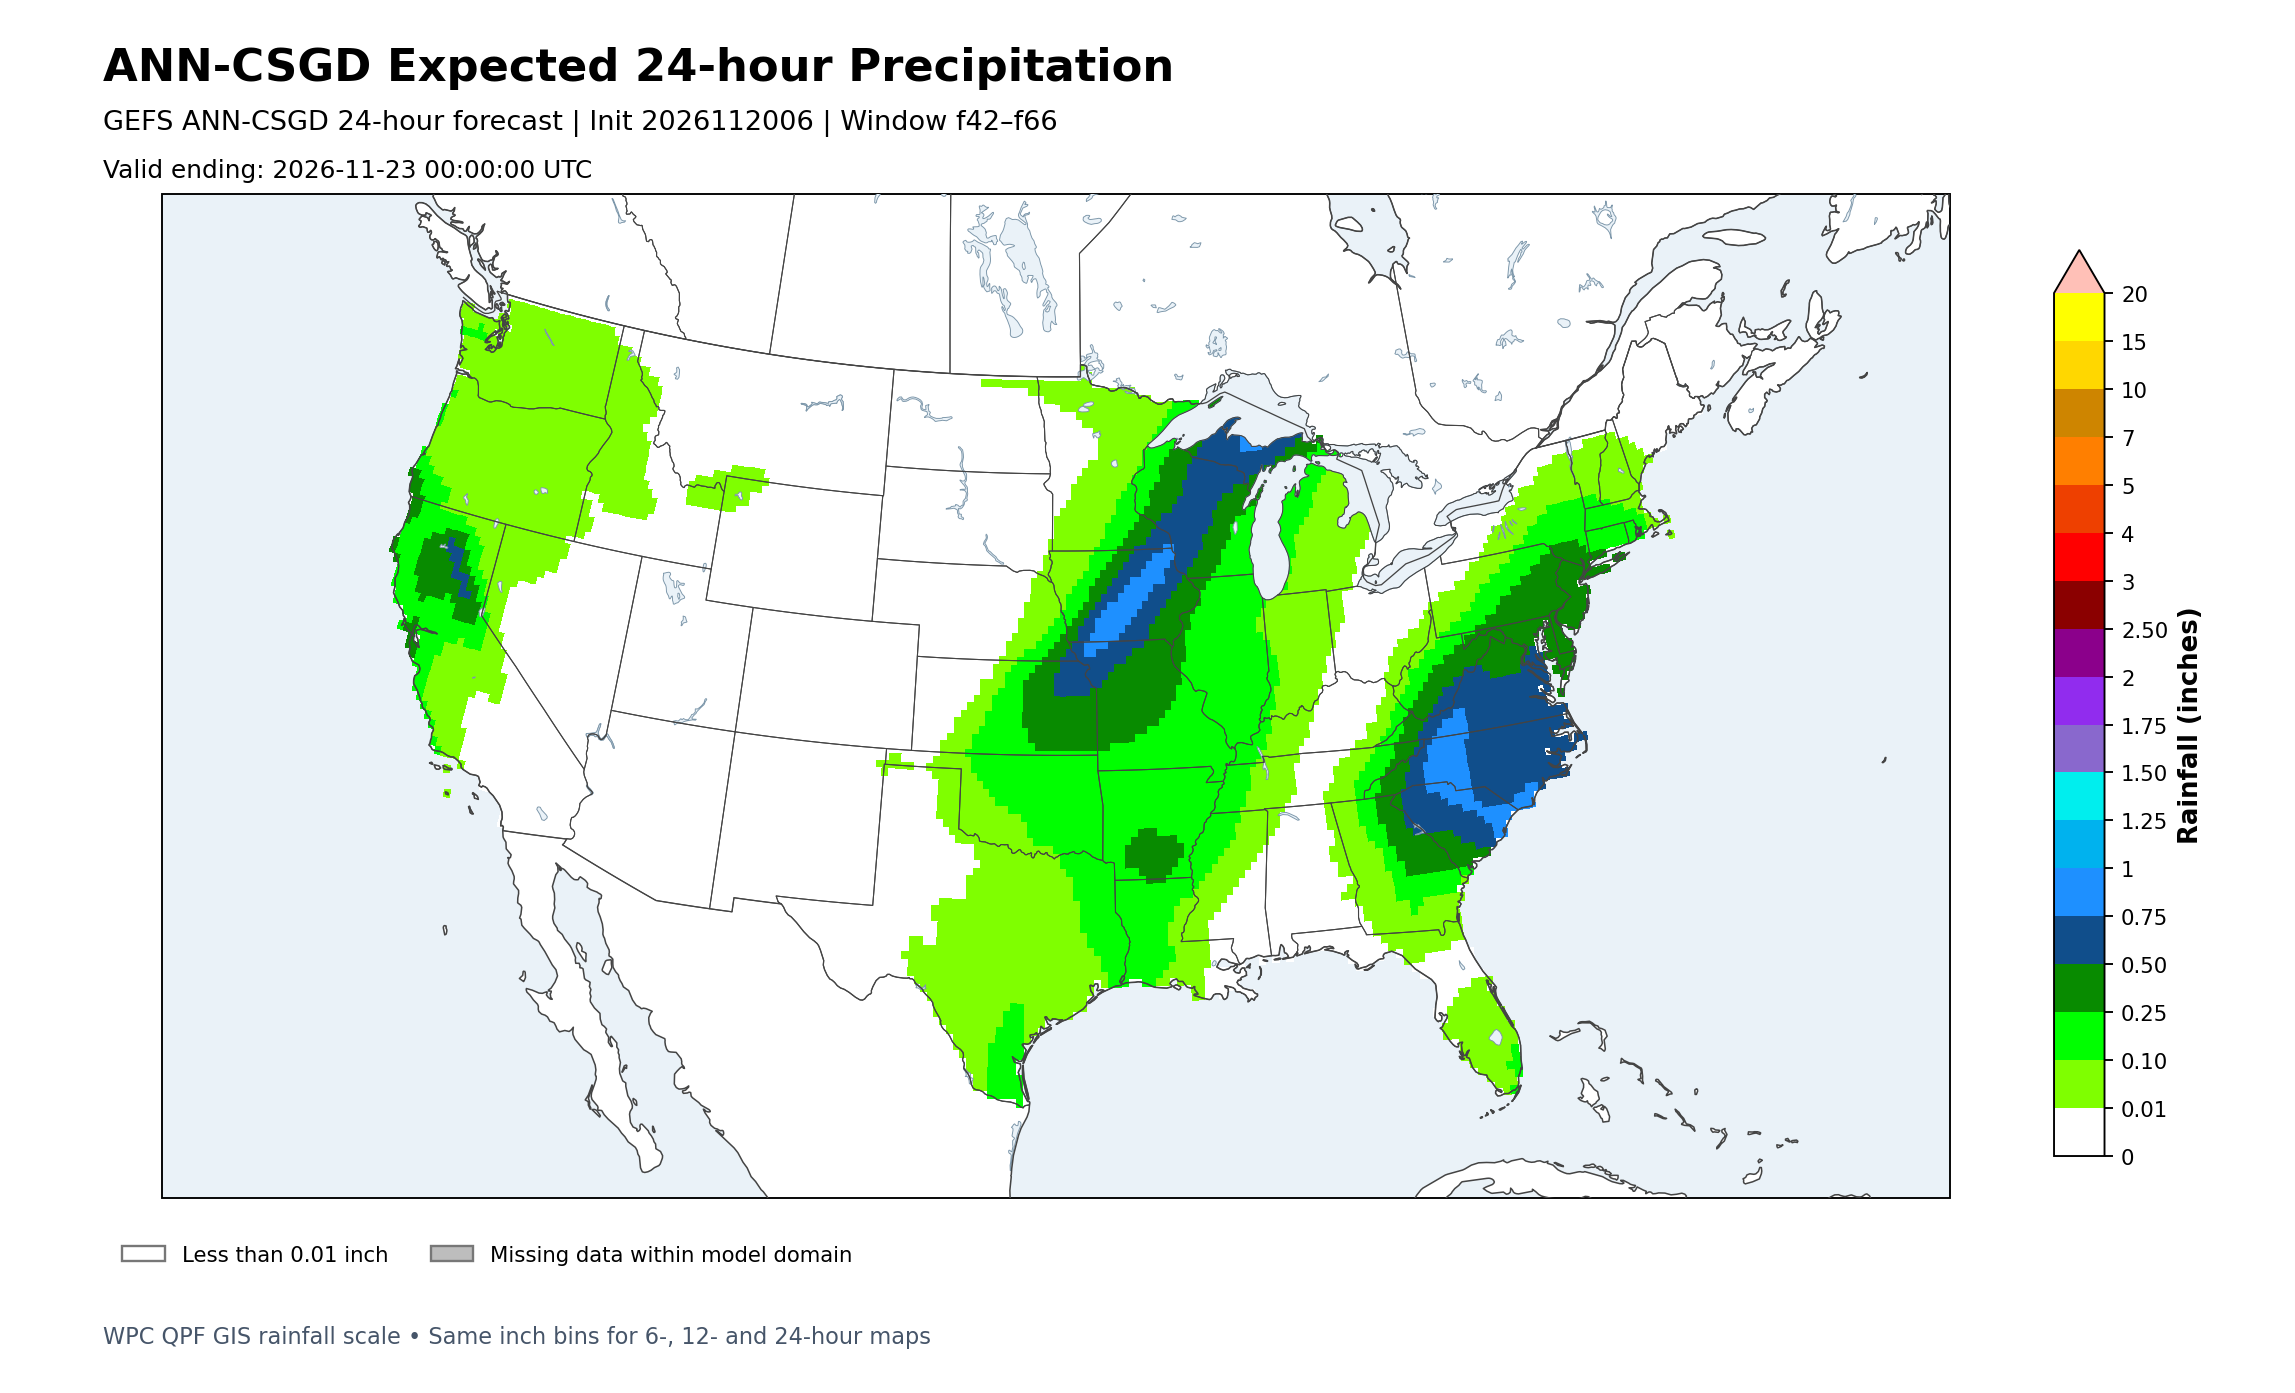 ANN-CSGD Expected 24-hour Precipitation
GEFS ANN-CSGD 24-hour forecast | Init 2026112006 | Window f42–f66
Valid ending: 2026-11-23 00:00:00 UTC
20
15
10
7
5
4
3
2.50
2
1.75
1.50
1.25
1
0.75
0.50
0.25
0.10
0.01
0
Rainfall (inches)
Less than 0.01 inch
Missing data within model domain
WPC QPF GIS rainfall scale • Same inch bins for 6-, 12- and 24-hour maps